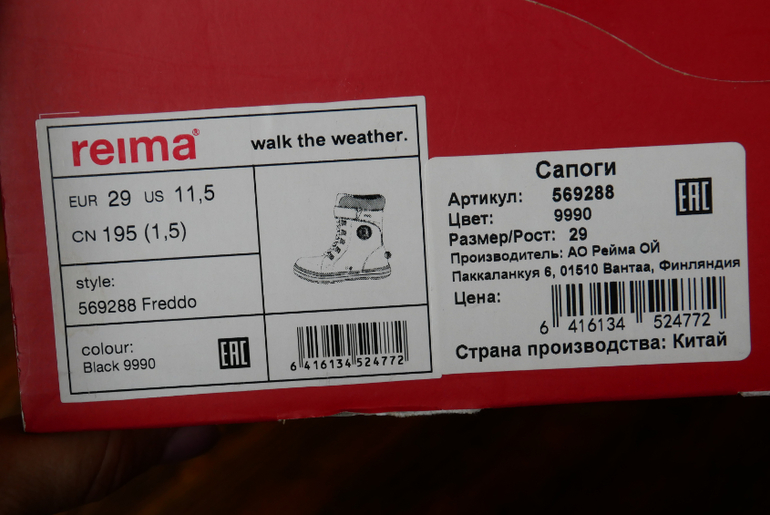 reima®
walk the weather.
EUR 29 US 11,5
CN 195 (1,5)
style:
569288 Freddo
colour:
Black 9990
EAC
6 416134 524772
Сапоги
Артикул: 569288
Цвет: 9990
Размер/Рост: 29
Производитель: АО Рейма Ой
Паккаланкуя 6, 01510 Вантаа, Финляндия
Цена:
6 416134 524772
Страна производства: Китай
EAC